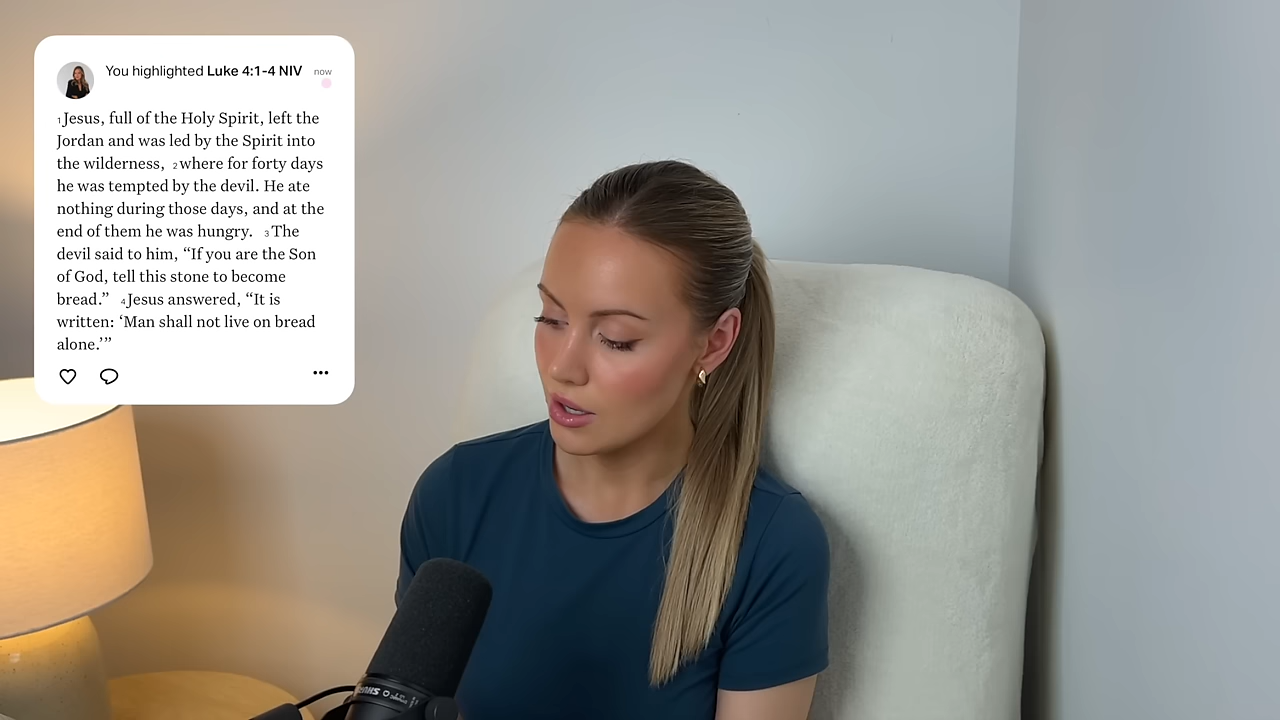 You highlighted Luke 4:1-4 NIV now
1Jesus, full of the Holy Spirit, left the
Jordan and was led by the Spirit into
the wilderness, 2where for forty days
he was tempted by the devil. He ate
nothing during those days, and at the
end of them he was hungry. 3The
devil said to him, “If you are the Son
of God, tell this stone to become
bread.” 4Jesus answered, “It is
written: ‘Man shall not live on bread
alone.’”
SHURE